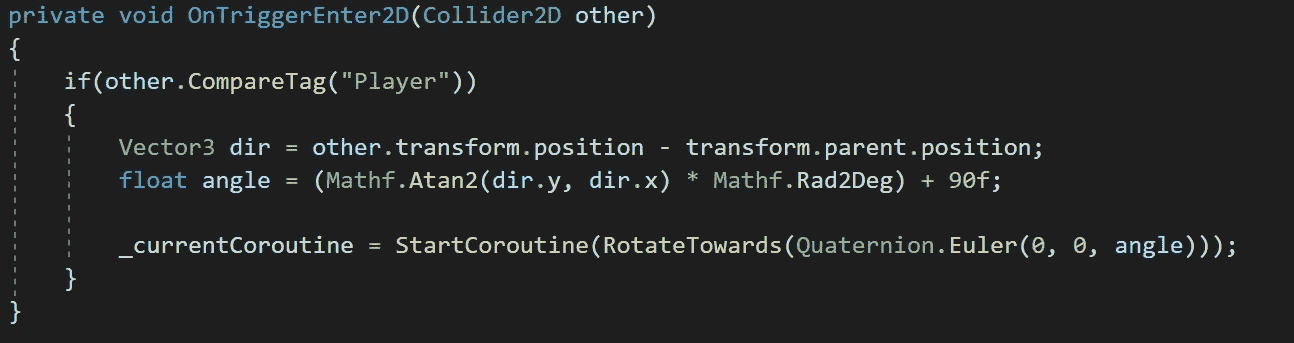 private void OnTriggerEnter2D(Collider2D other)
{
if(other.CompareTag("Player"))
{
Vector3 dir = other.transform.position - transform.parent.position;
float angle = (Mathf.Atan2(dir.y, dir.x) * Mathf.Rad2Deg) + 90f;
_currentCoroutine = StartCoroutine(RotateTowards(Quaternion.Euler(0, 0, angle)));
}
}